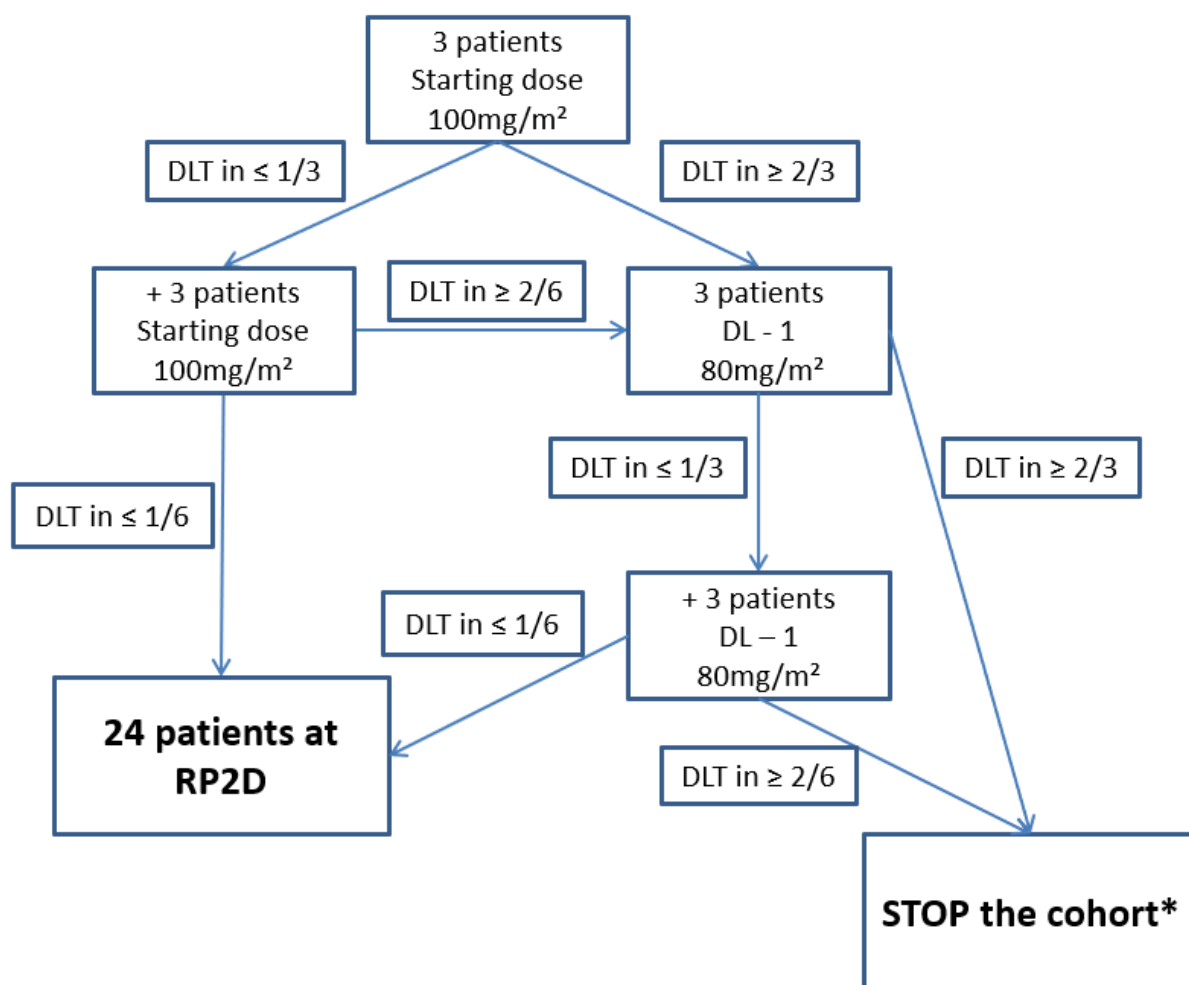 3 patients
Starting dose
100mg/m²
DLT in ≤ 1/3
DLT in ≥ 2/3
+ 3 patients
Starting dose
100mg/m²
DLT in ≥ 2/6
3 patients
DL - 1
80mg/m²
DLT in ≤ 1/6
DLT in ≤ 1/3
DLT in ≥ 2/3
+ 3 patients
DL – 1
80mg/m²
DLT in ≤ 1/6
24 patients at
RP2D
DLT in ≥ 2/6
STOP the cohort*